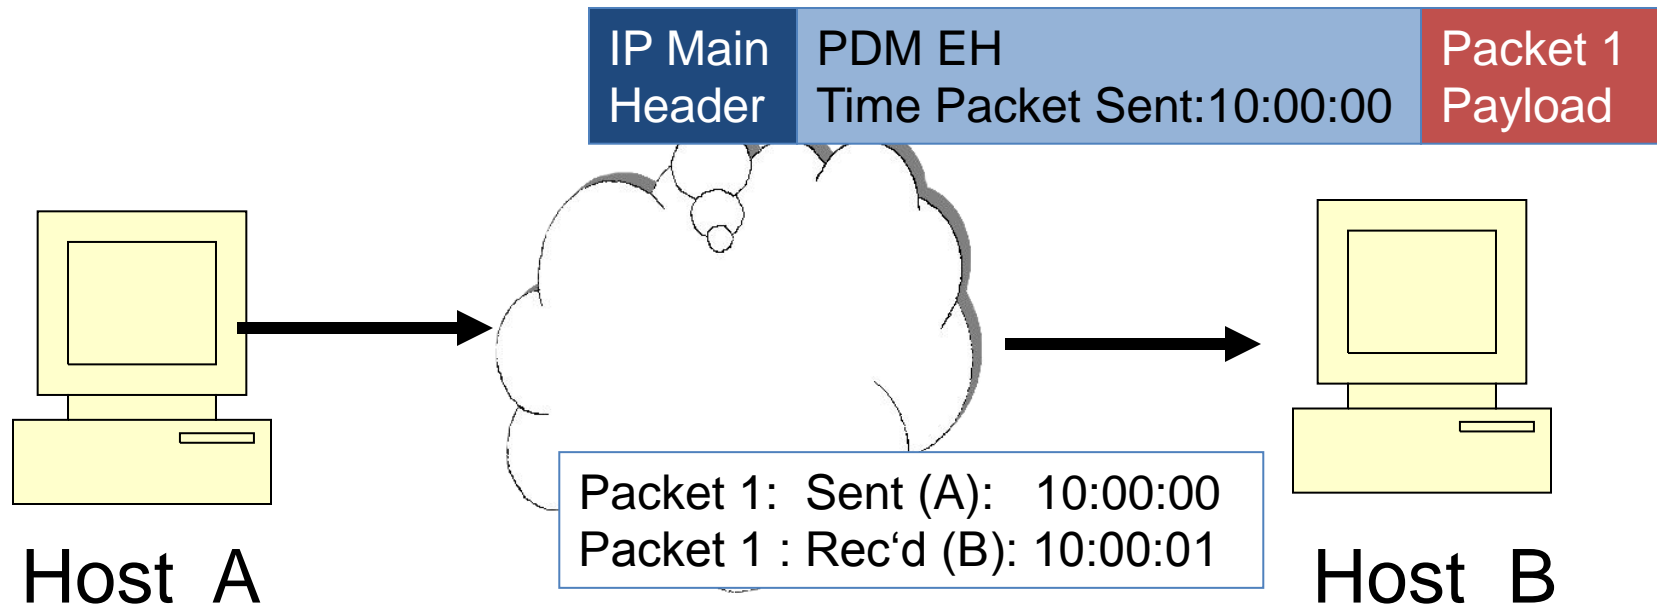 IP Main Header
PDM EH
Time Packet Sent:10:00:00
Packet 1 Payload
Packet 1:  Sent (A):   10:00:00
Packet 1 : Rec‘d (B): 10:00:01
Host  A
Host  B